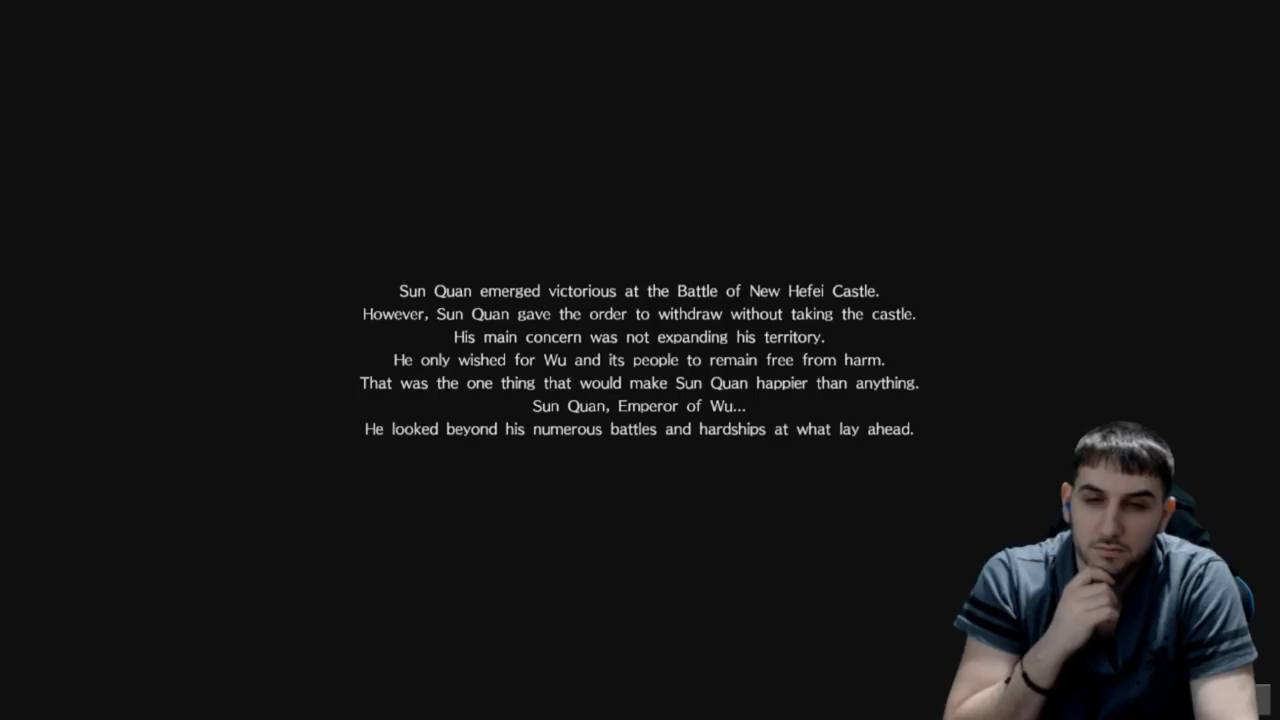 Sun Quan emerged victorious at the Battle of New Hefei Castle.
However, Sun Quan gave the order to withdraw without taking the castle.
His main concern was not expanding his territory.
He only wished for Wu and its people to remain free from harm.
That was the one thing that would make Sun Quan happier than anything.
Sun Quan, Emperor of Wu...
He looked beyond his numerous battles and hardships at what lay ahead.